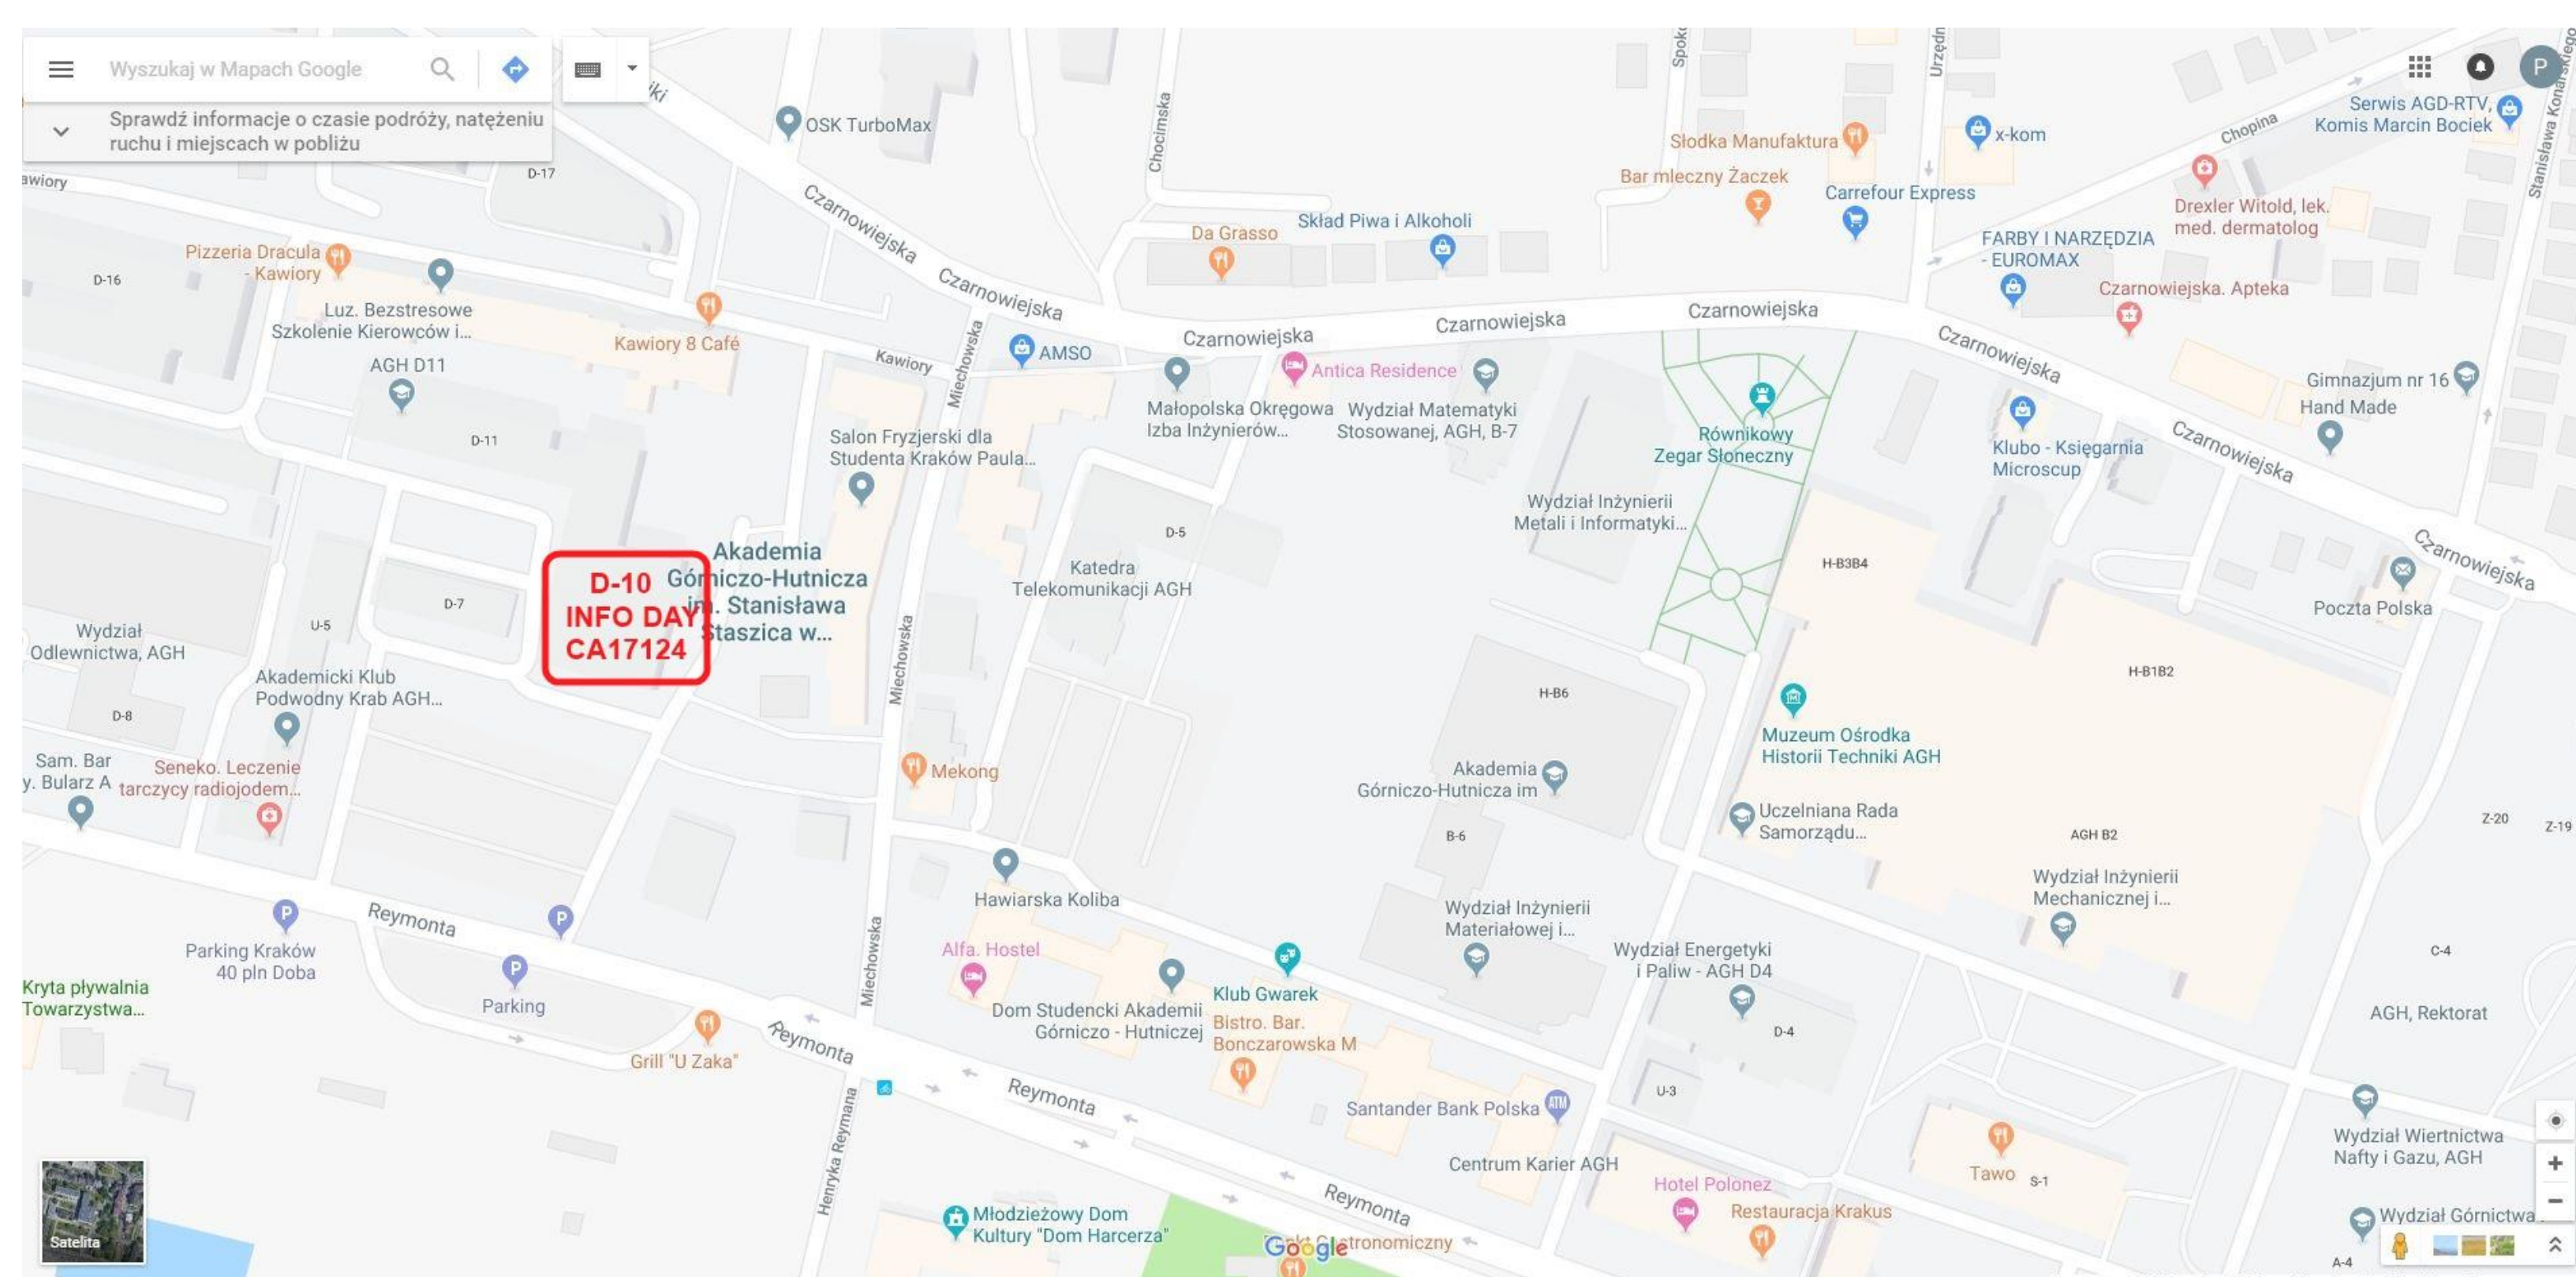 Wyszukaj w Mapach Google
Sprawdź informacje o czasie podróży, natężeniu
ruchu i miejscach w pobliżu
iki
OSK TurboMax
Chocimska
Spok
Urzędn
P
Stanisława Konarskiego
Serwis AGD-RTV,
Komis Marcin Bociek
Chopina
x-kom
Słodka Manufaktura
Bar mleczny Żaczek
Carrefour Express
Drexler Witold, lek.
med. dermatolog
FARBY I NARZĘDZIA
- EUROMAX
Czarnowiejska. Apteka
awiory
D-17
Czarnowiejska
Skład Piwa i Alkoholi
Da Grasso
Pizzeria Dracula
- Kawiory
D-16
Luz. Bezstresowe
Szkolenie Kierowców i...
Kawiory 8 Café
Czarnowiejska
Czarnowiejska
Czarnowiejska
Czarnowiejska
Czarnowiejska
AGH D11
D-11
Kawiory
Miechowska
AMSO
Antica Residence
Małopolska Okręgowa
Izba Inżynierów...
Wydział Matematyki
Stosowanej, AGH, B-7
Równikowy
Zegar Słoneczny
Klubo - Księgarnia
Microscup
Gimnazjum nr 16
Hand Made
Czarnowiejska
Salon Fryzjerski dla
Studenta Kraków Paula...
Wydział Inżynierii
Metali i Informatyki...
D-5
Katedra
Telekomunikacji AGH
H-B3B4
Czarnowiejska
Poczta Polska
D-10
INFO DAY
CA17124
Akademia
Górniczo-Hutnicza
im. Stanisława
Staszica w...
D-7
U-5
Wydział
Odlewnictwa, AGH
D-8
Akademicki Klub
Podwodny Krab AGH...
Miechowska
H-B6
H-B1B2
Muzeum Ośrodka
Historii Techniki AGH
Sam. Bar
y. Bularz A
Seneko. Leczenie
tarczycy radiojodem...
Mekong
Akademia
Górniczo-Hutnicza im
Uczelniana Rada
Samorządu...
B-6
AGH B2
Z-20
Z-19
Hawiarska Koliba
Wydział Inżynierii
Materiałowej i...
Wydział Inżynierii
Mechanicznej i...
Reymonta
Parking Kraków
40 pln Doba
P
P
P
Parking
Kryta pływalnia
Towarzystwa...
Miechowska
Alfa. Hostel
Dom Studencki Akademii
Górniczo - Hutniczej
Klub Gwarek
Bistro. Bar.
Bonczarowska M
Wydział Energetyki
i Paliw - AGH D4
D-4
C-4
AGH, Rektorat
Grill "U Zaka"
Reymonta
Reymonta
Henryka Reymana
U-3
Santander Bank Polska
ATM
Centrum Karier AGH
Wydział Wiertnictwa
Nafty i Gazu, AGH
Tawo
S-1
Hotel Polonez
Restauracja Krakus
Reymonta
Młodzieżowy Dom
Kultury "Dom Harcerza"
Google
stronomiczny
Wydział Górnictwa
A-4
Satelita